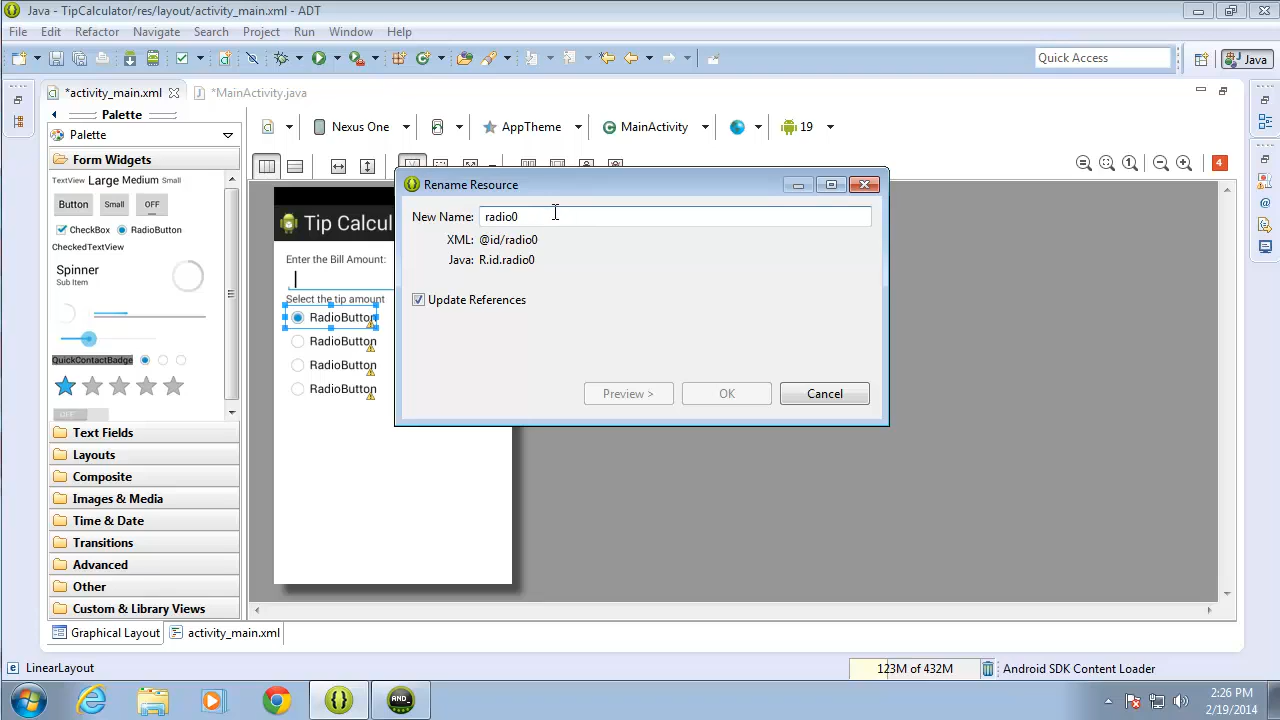 Java - TipCalculator/res/layout/activity_main.xml - ADT
File Edit Navigate Refactor Search Project Run Window Help
Quick Access
Java
*activity_main.xml
*MainActivity.java
Palette
Nexus One
AppTheme
MainActivity
19
Palette
Form Widgets
TextView Large Medium Small
Button Small OFF
CheckBox RadioButton
CheckedTextView
Spinner
Sub Item
QuickContactBadge
OFF
Text Fields
Layouts
Composite
Images & Media
Time & Date
Transitions
Advanced
Other
Custom & Library Views
4
Tip Calcul
Enter the Bill Amount:
Select the tip amount
RadioButton
RadioButton
RadioButton
RadioButton
Rename Resource
New Name: radio0
XML: @id/radio0
Java: R.id.radio0
Update References
Preview >
OK
Cancel
Graphical Layout
activity_main.xml
LinearLayout
123M of 432M
Android SDK Content Loader
2:26 PM
2/19/2014